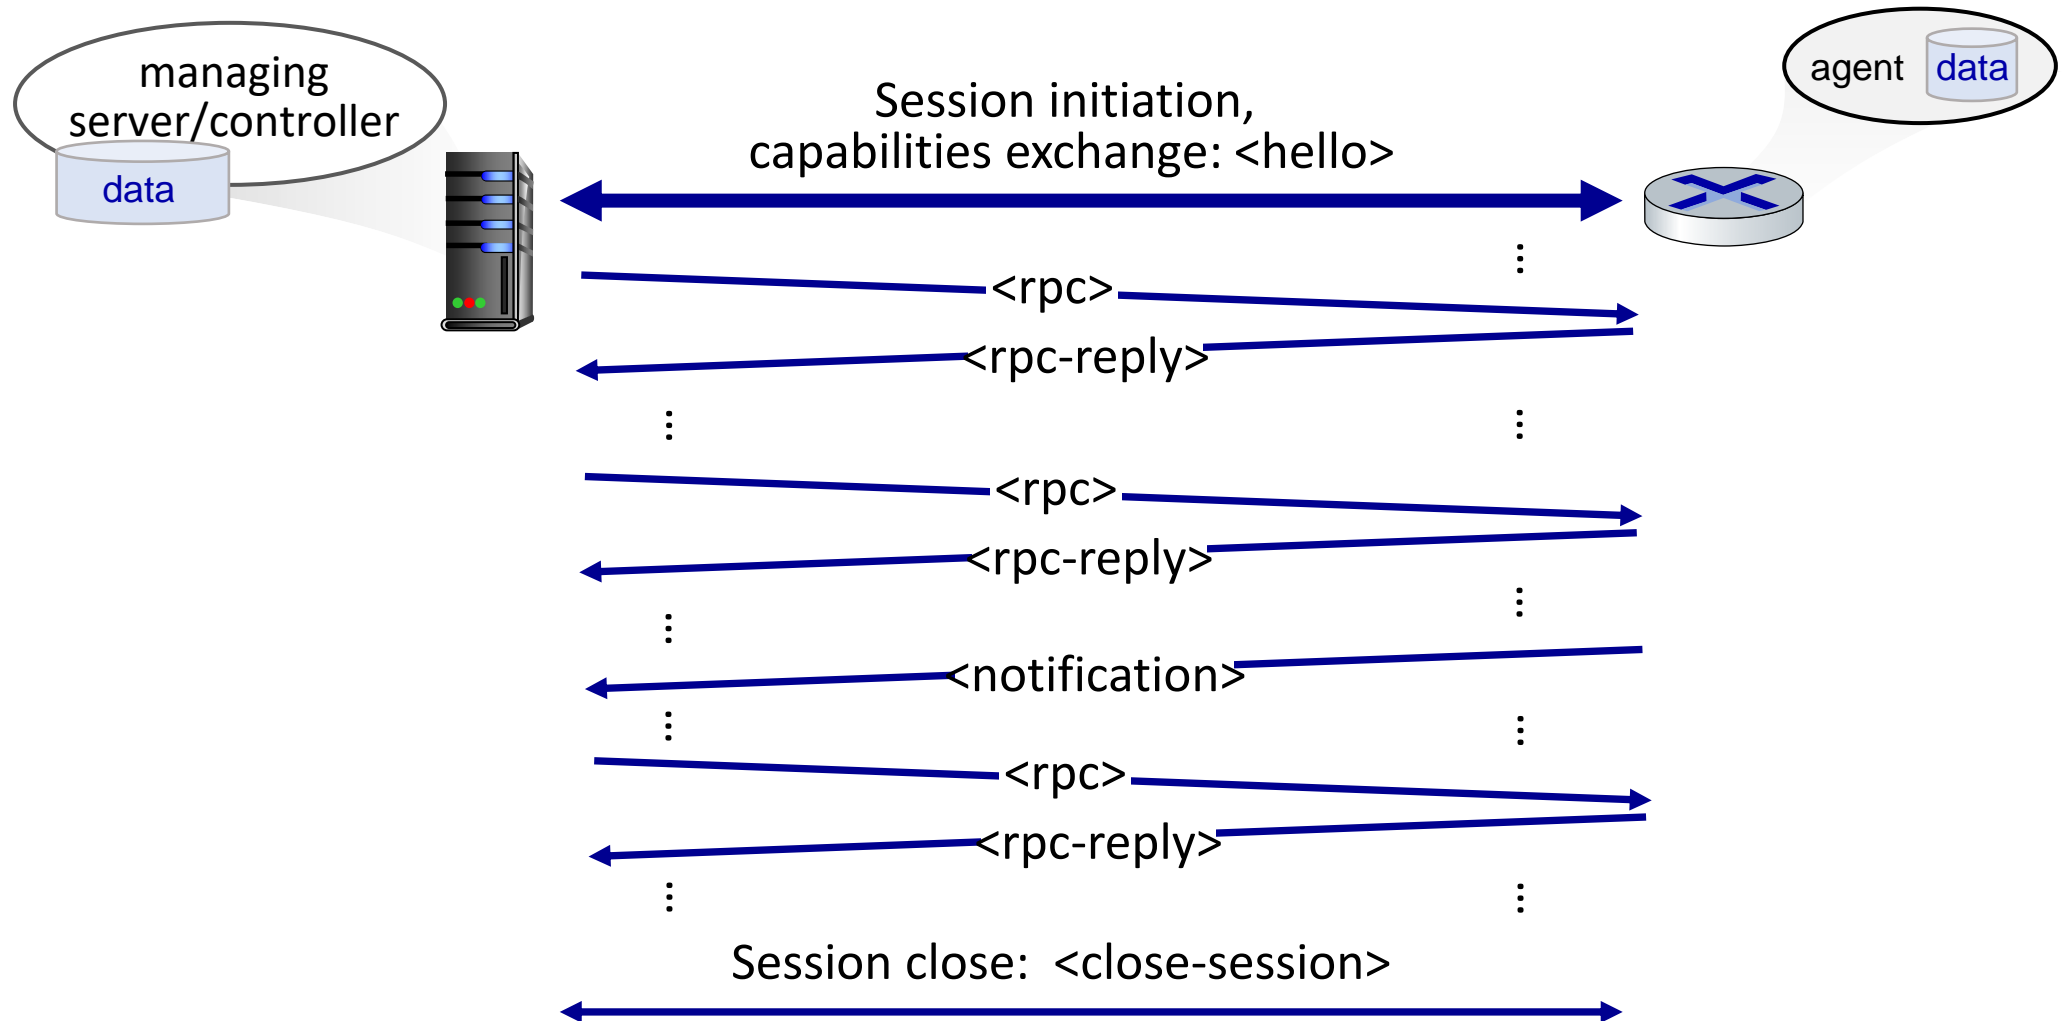 managing
server/controller
data
agent
data
Session initiation,
capabilities exchange: <hello>
<rpc>
<rpc-reply>
<rpc>
<rpc-reply>
<notification>
<rpc>
<rpc-reply>
Session close: <close-session>